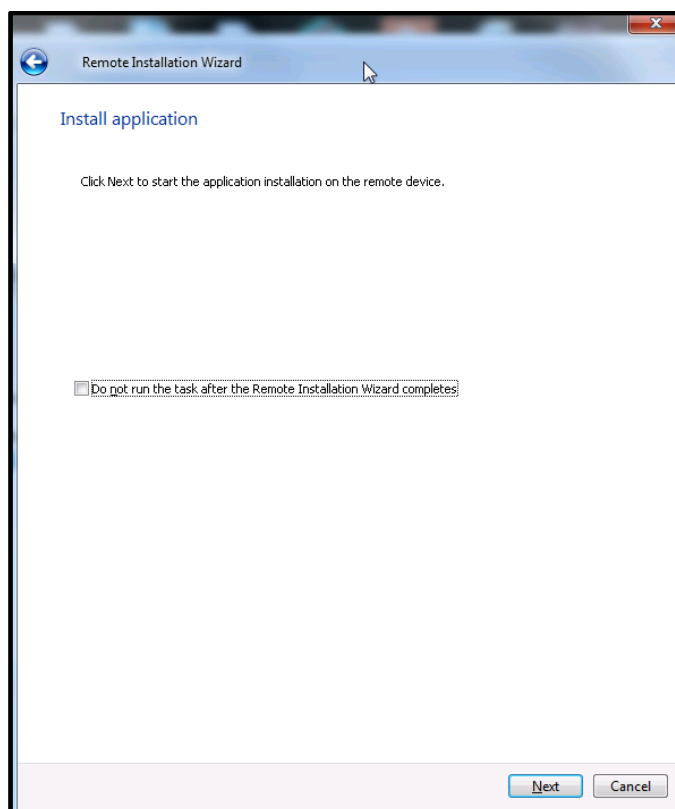 Remote Installation Wizard
Install application
Click Next to start the application installation on the remote device.
Do not run the task after the Remote Installation Wizard completes
Next Cancel